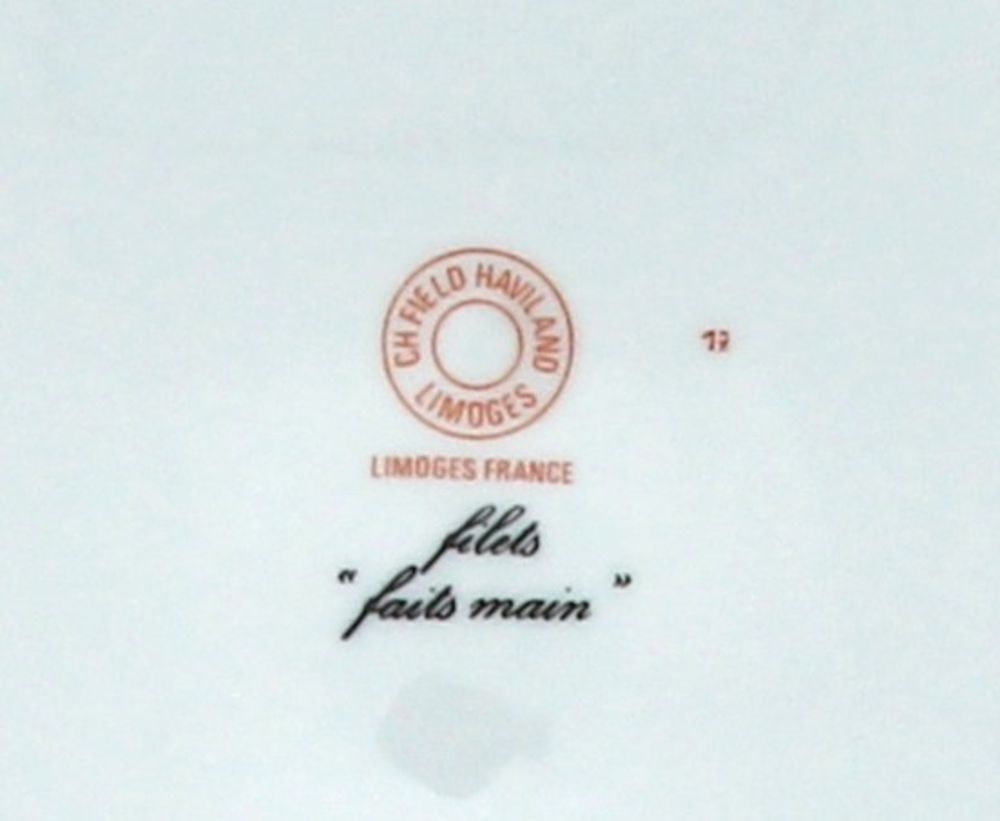 CH FIELD HAVILAND
LIMOGES
LIMOGES FRANCE
filets
“ faits main ”